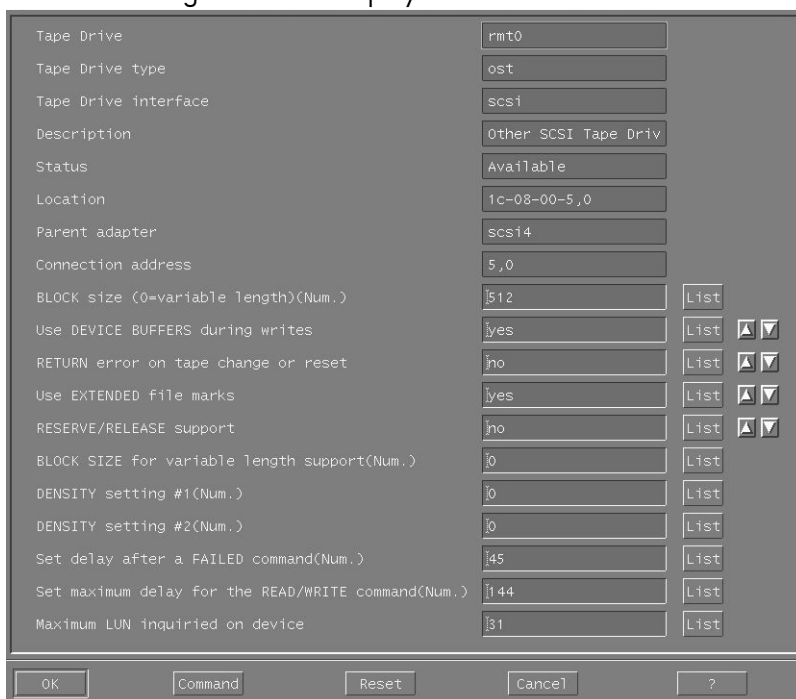 Tape Drive rmt0
Tape Drive type ost
Tape Drive interface scsi
Description Other SCSI Tape Driv
Status Available
Location 1c-08-00-5,0
Parent adapter scsi4
Connection address 5,0
BLOCK size (0=variable length)(Num.) 512 List
Use DEVICE BUFFERS during writes yes List
RETURN error on tape change or reset no List
Use EXTENDED file marks yes List
RESERVE/RELEASE support no List
BLOCK SIZE for variable length support(Num.) 0 List
DENSITY setting #1(Num.) 0 List
DENSITY setting #2(Num.) 0 List
Set delay after a FAILED command(Num.) 45 List
Set maximum delay for the READ/WRITE command(Num.) 144 List
Maximum LUN inquiried on device 31 List
OK Command Reset Cancel ?